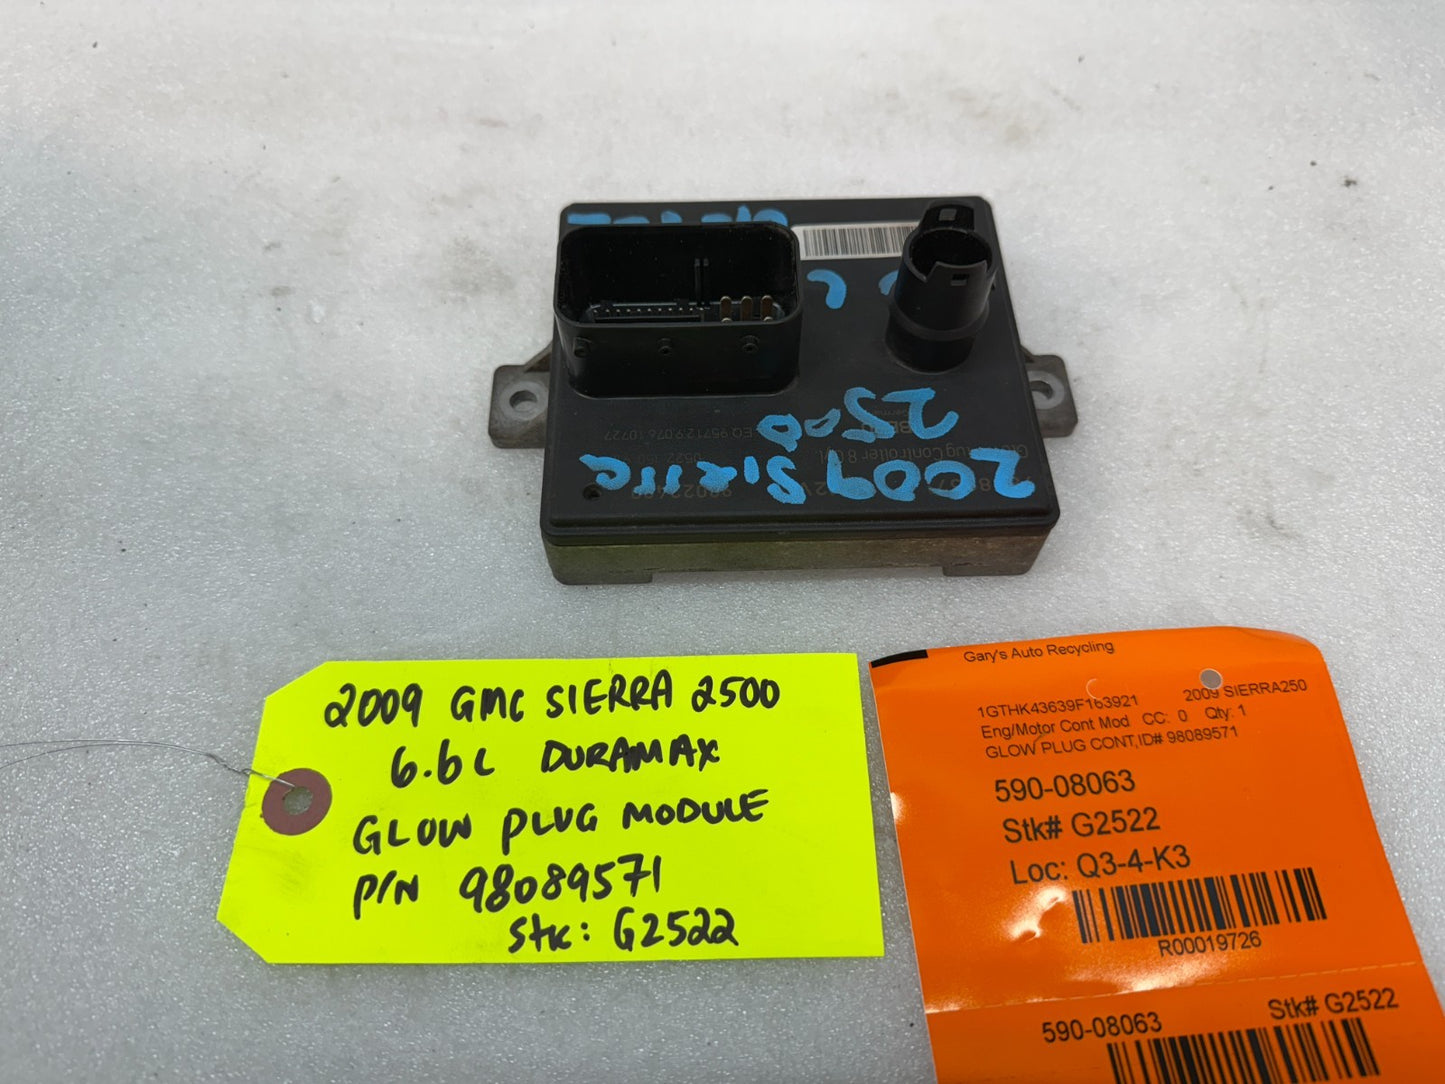 2009 Sierra
2500
2009 GMC SIERRA 2500
6.6L DURAMAX
GLOW PLUG MODULE
P/N 98089571
Stk: G2522
Gary's Auto Recycling
1GTHK43639F163921 2009 SIERRA250
Eng/Motor Cont Mod CC: 0 Qty: 1
GLOW PLUG CONT,ID# 98089571
590-08063
Stk# G2522
Loc: Q3-4-K3
R00019726
590-08063 Stk# G2522